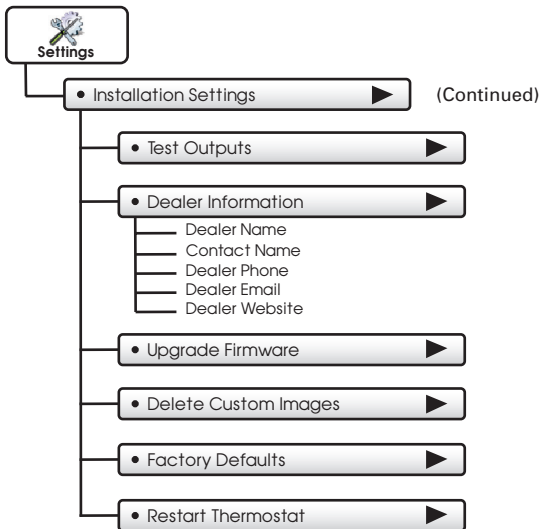 Settings
• Installation Settings
(Continued)
• Test Outputs
• Dealer Information
Dealer Name
Contact Name
Dealer Phone
Dealer Email
Dealer Website
• Upgrade Firmware
• Delete Custom Images
• Factory Defaults
• Restart Thermostat